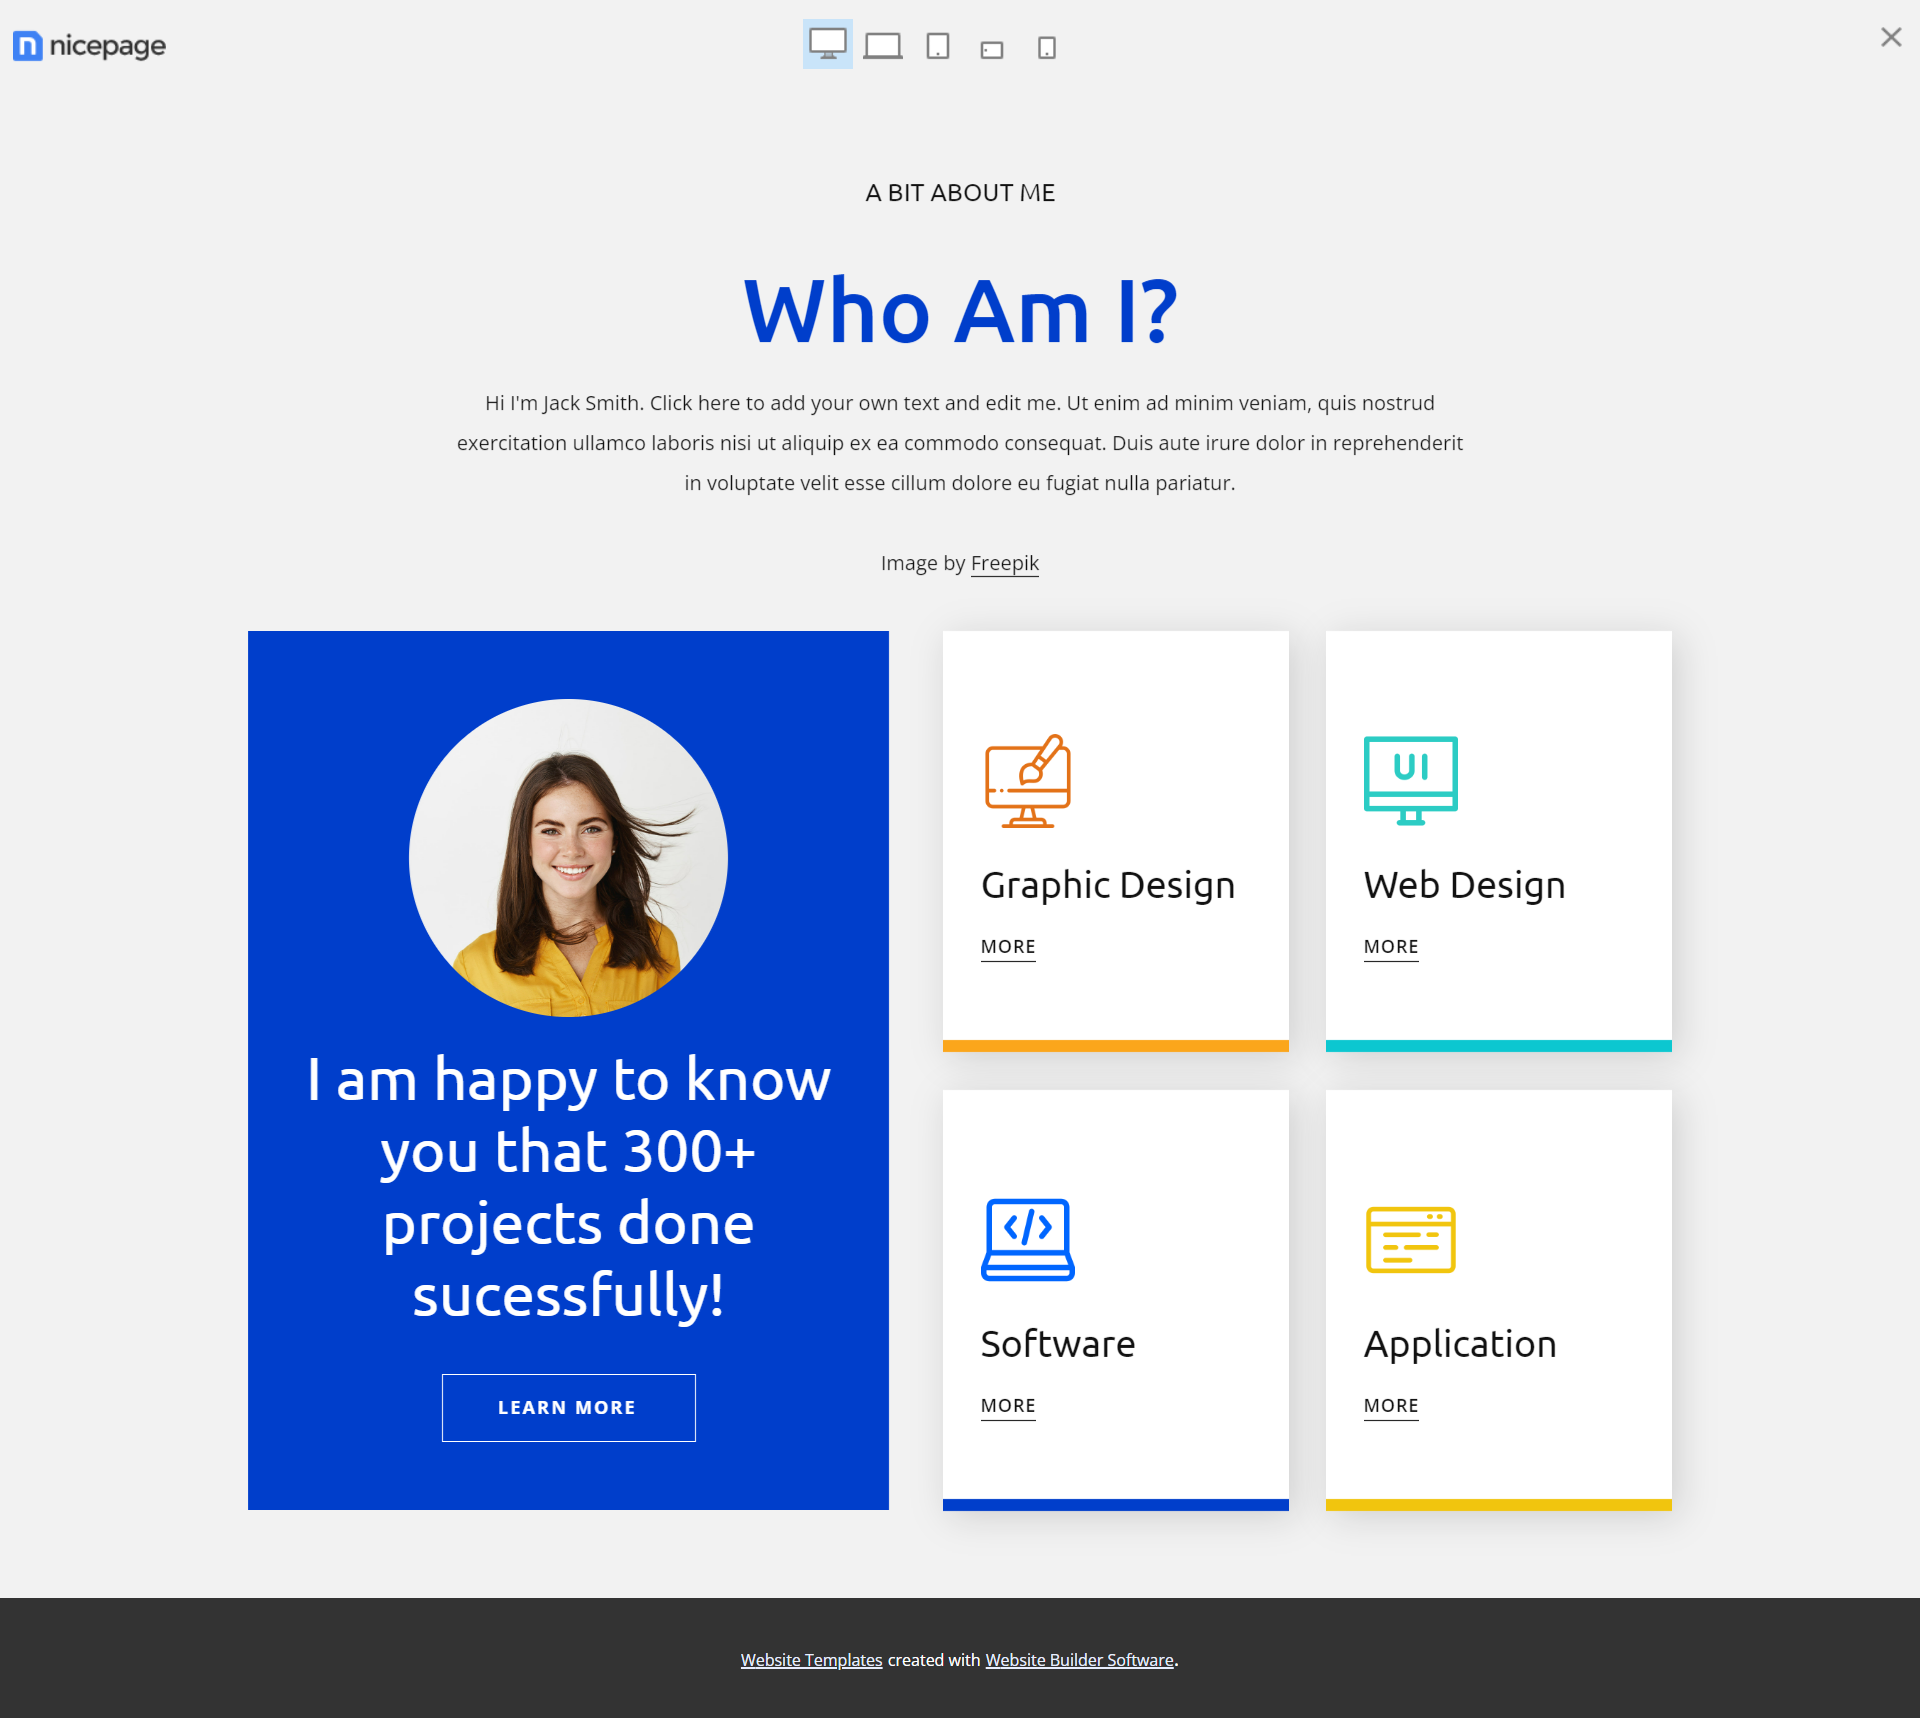 nicepage
A BIT ABOUT ME
Who Am I?
Hi I'm Jack Smith. Click here to add your own text and edit me. Ut enim ad minim veniam, quis nostrud
exercitation ullamco laboris nisi ut aliquip ex ea commodo consequat. Duis aute irure dolor in reprehenderit
in voluptate velit esse cillum dolore eu fugiat nulla pariatur.
Image by Freepik
I am happy to know
you that 300+
projects done
sucessfully!
LEARN MORE
Graphic Design
MORE
UI
Web Design
MORE
</>
Software
MORE
Application
MORE
Website Templates created with Website Builder Software.